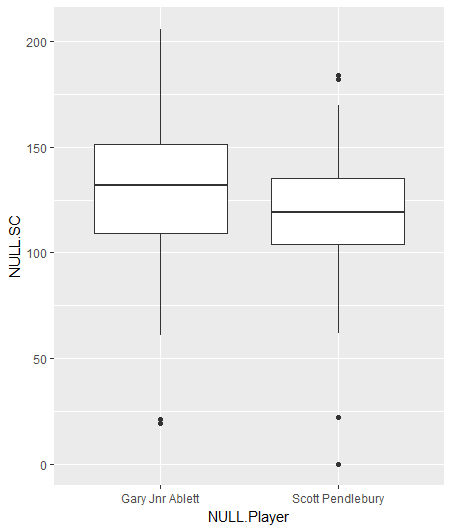 NULL.SC
200
150
100
50
0
Gary Jnr Ablett
Scott Pendlebury
NULL.Player